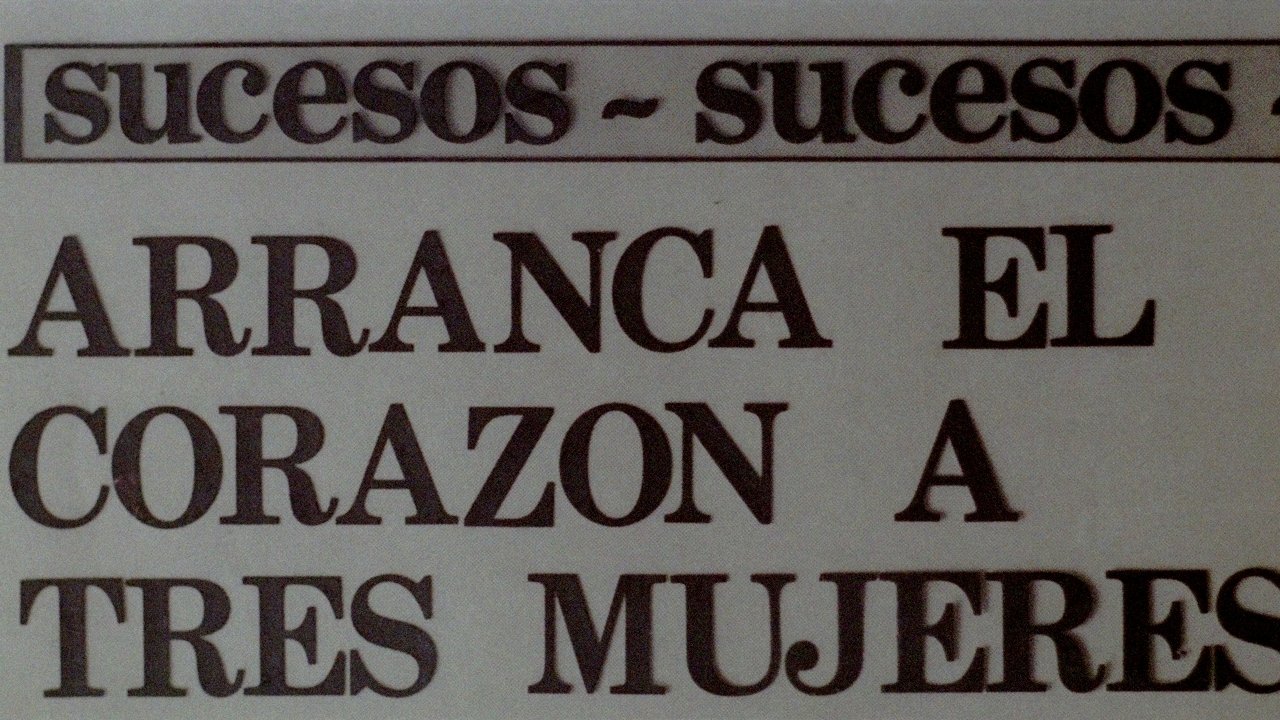 sucesos ~ sucesos -
ARRANCA EL
CORAZON A
TRES MUJERES